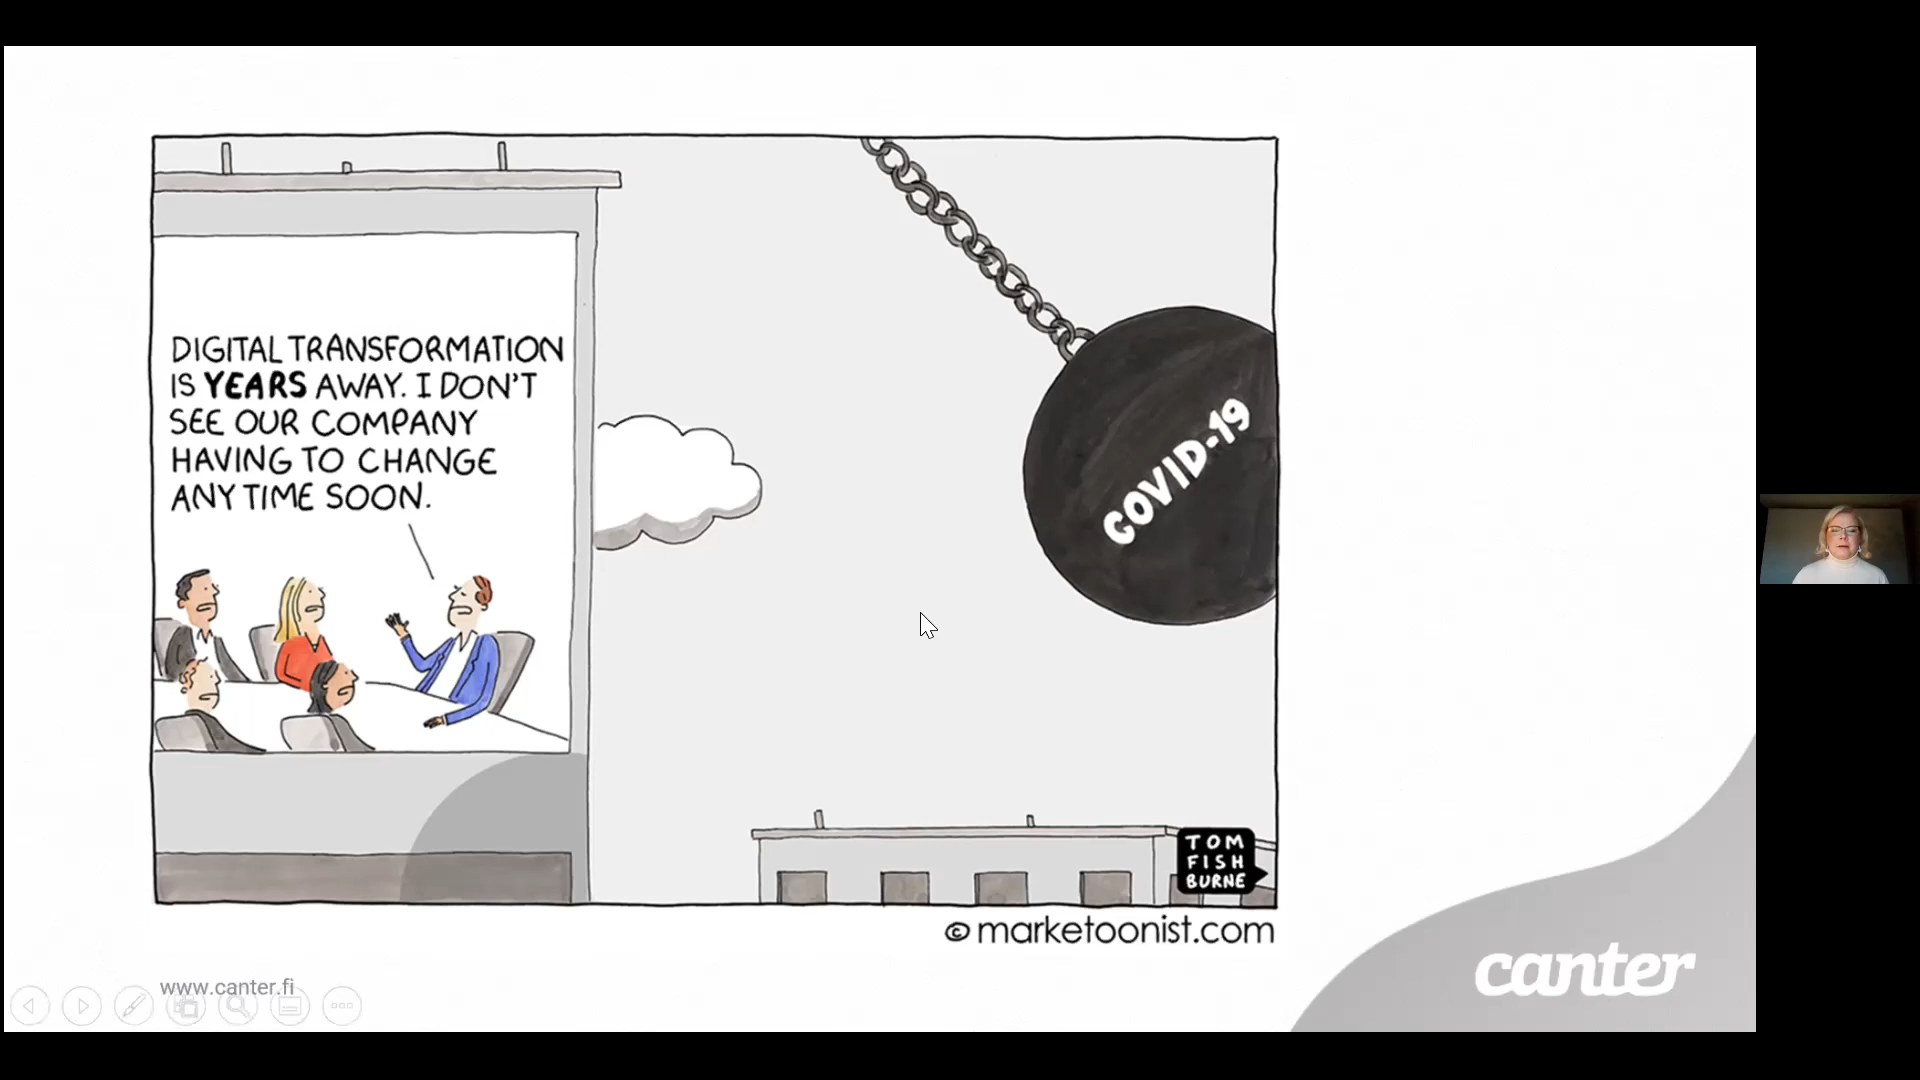 DIGITAL TRANSFORMATION
IS YEARS AWAY. I DON'T
SEE OUR COMPANY
HAVING TO CHANGE
ANY TIME SOON.
COVID-19
TOM
FISH
BURNE
© marketoonist.com
www.canter.fi
canter